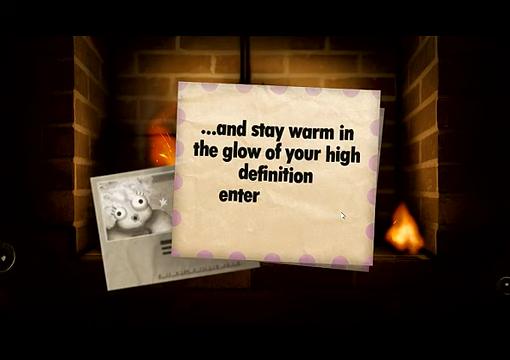 ...and stay warm in
the glow of your high
definition
enter